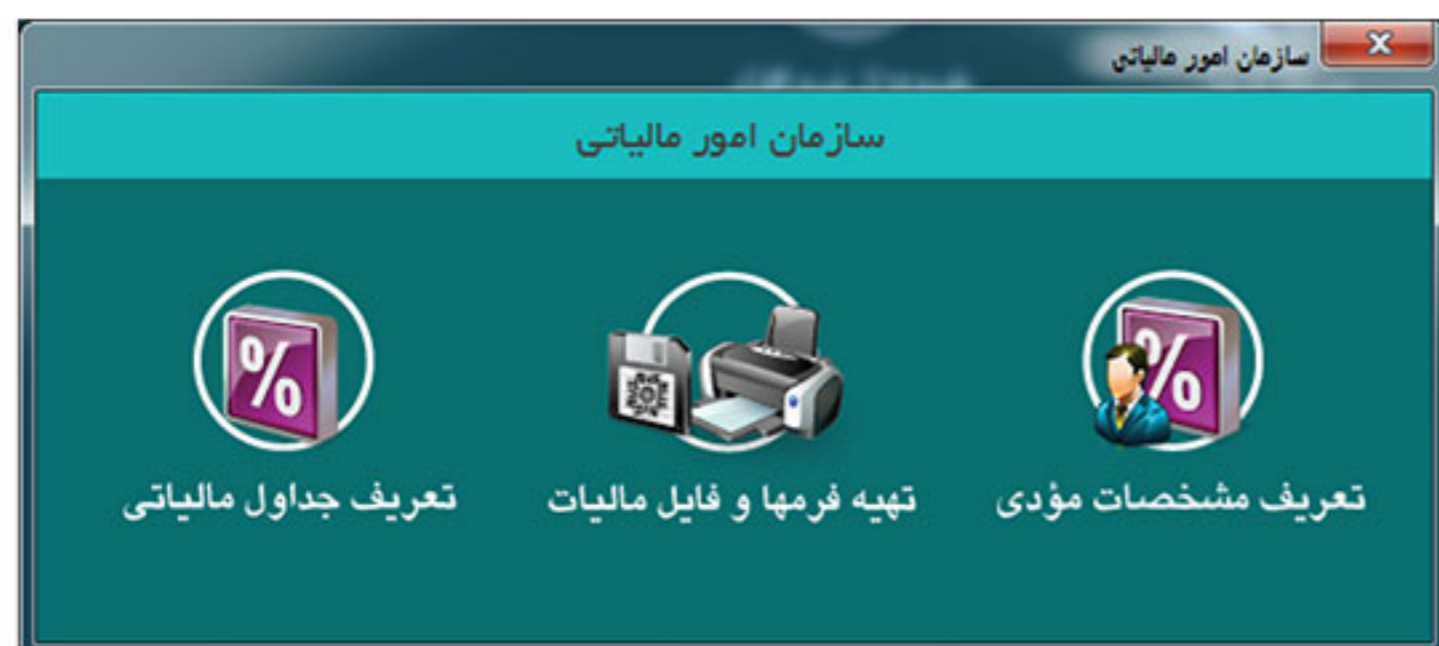 سازمان امور مالیاتی
سازمان امور مالیاتی
تعریف مشخصات مؤدی
تهیه فرمها و فایل مالیات
تعریف جداول مالیاتی